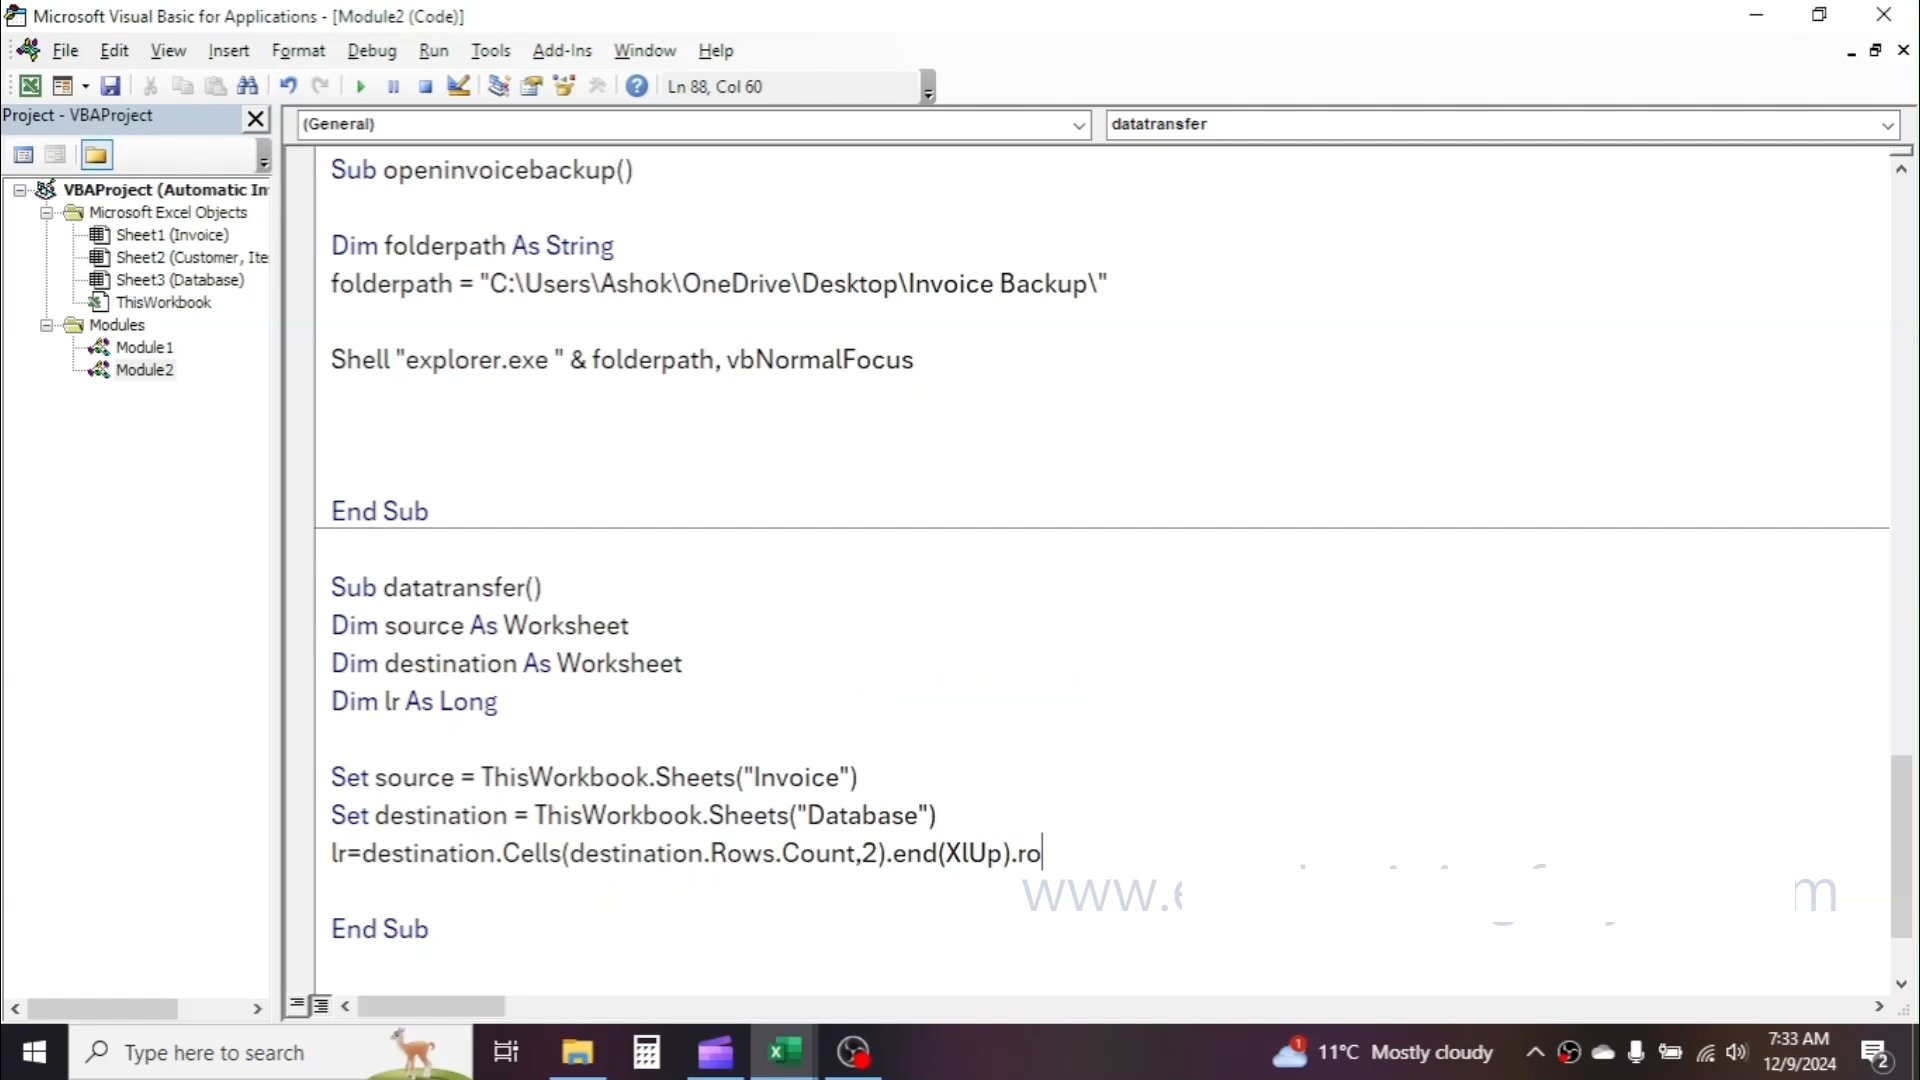 Microsoft Visual Basic for Applications - [Module2 (Code)]
File Edit View Insert Format Debug Run Tools Add-Ins Window Help
Ln 88, Col 60
Project - VBAProject
(General)
datatransfer
VBAProject (Automatic In
Microsoft Excel Objects
Sheet1 (Invoice)
Sheet2 (Customer, Ite
Sheet3 (Database)
ThisWorkbook
Modules
Module1
Module2
Sub openinvoicebackup()
Dim folderpath As String
folderpath = "C:\Users\Ashok\OneDrive\Desktop\Invoice Backup\"
Shell "explorer.exe " & folderpath, vbNormalFocus
End Sub
Sub datatransfer()
Dim source As Worksheet
Dim destination As Worksheet
Dim lr As Long
Set source = ThisWorkbook.Sheets("Invoice")
Set destination = ThisWorkbook.Sheets("Database")
lr=destination.Cells(destination.Rows.Count,2).end(XlUp).ro
End Sub
Type here to search
11°C Mostly cloudy
7:33 AM
12/9/2024
2
1